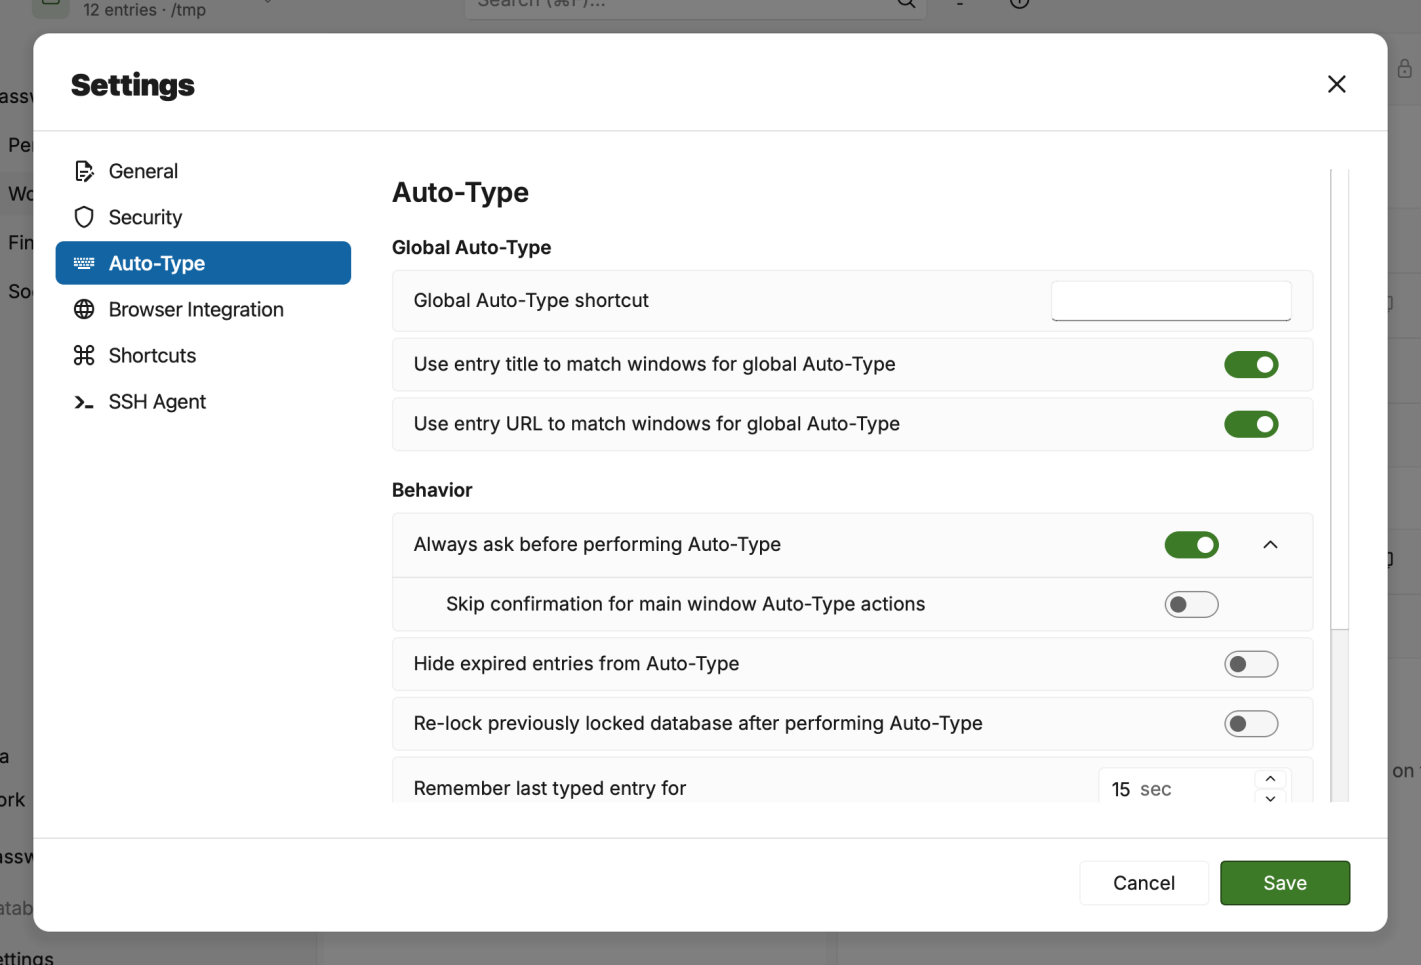 12 entries · /tmp
Search (⌘F)...
Settings
General
Security
Auto-Type
Browser Integration
Shortcuts
SSH Agent
Auto-Type
Global Auto-Type
Global Auto-Type shortcut
Use entry title to match windows for global Auto-Type
Use entry URL to match windows for global Auto-Type
Behavior
Always ask before performing Auto-Type
Skip confirmation for main window Auto-Type actions
Hide expired entries from Auto-Type
Re-lock previously locked database after performing Auto-Type
Remember last typed entry for
15 sec
Cancel
Save
on